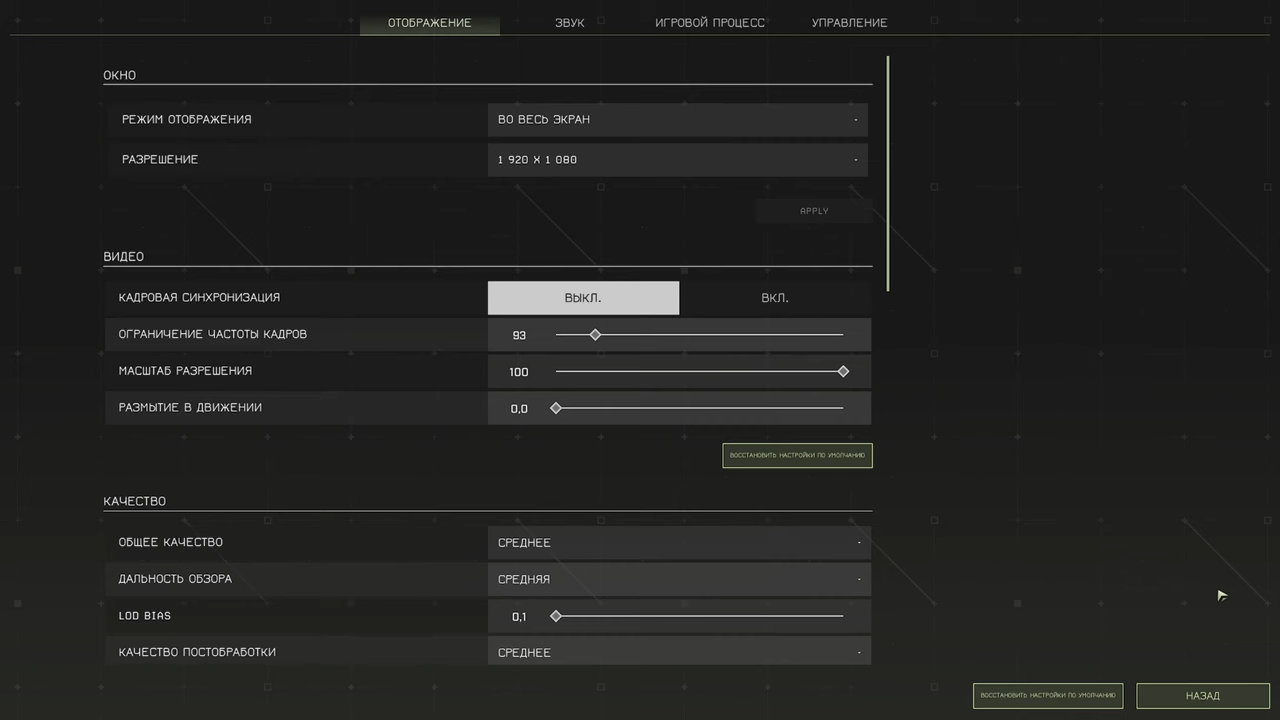 ОТОБРАЖЕНИЕ ЗВУК ИГРОВОЙ ПРОЦЕСС УПРАВЛЕНИЕ
ОКНО
РЕЖИМ ОТОБРАЖЕНИЯ ВО ВЕСЬ ЭКРАН -
РАЗРЕШЕНИЕ 1 920 X 1 080 -
APPLY
ВИДЕО
КАДРОВАЯ СИНХРОНИЗАЦИЯ ВЫКЛ. ВКЛ.
ОГРАНИЧЕНИЕ ЧАСТОТЫ КАДРОВ 93
МАСШТАБ РАЗРЕШЕНИЯ 100
РАЗМЫТИЕ В ДВИЖЕНИИ 0,0
ВОССТАНОВИТЬ НАСТРОЙКИ ПО УМОЛЧАНИЮ
КАЧЕСТВО
ОБЩЕЕ КАЧЕСТВО СРЕДНЕЕ -
ДАЛЬНОСТЬ ОБЗОРА СРЕДНЯЯ -
LOD BIAS 0,1
КАЧЕСТВО ПОСТОБРАБОТКИ СРЕДНЕЕ -
ВОССТАНОВИТЬ НАСТРОЙКИ ПО УМОЛЧАНИЮ НАЗАД